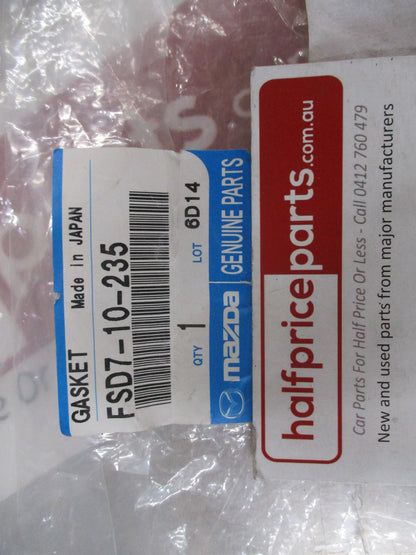 GASKET Made in JAPAN
FSD7-10-235
QTY 1 LOT 6D14
mazda GENUINE PARTS
halfpriceparts.com.au
Car Parts For Half Price Or Less - Call 0412 760 479
New and used parts from major manufacturers